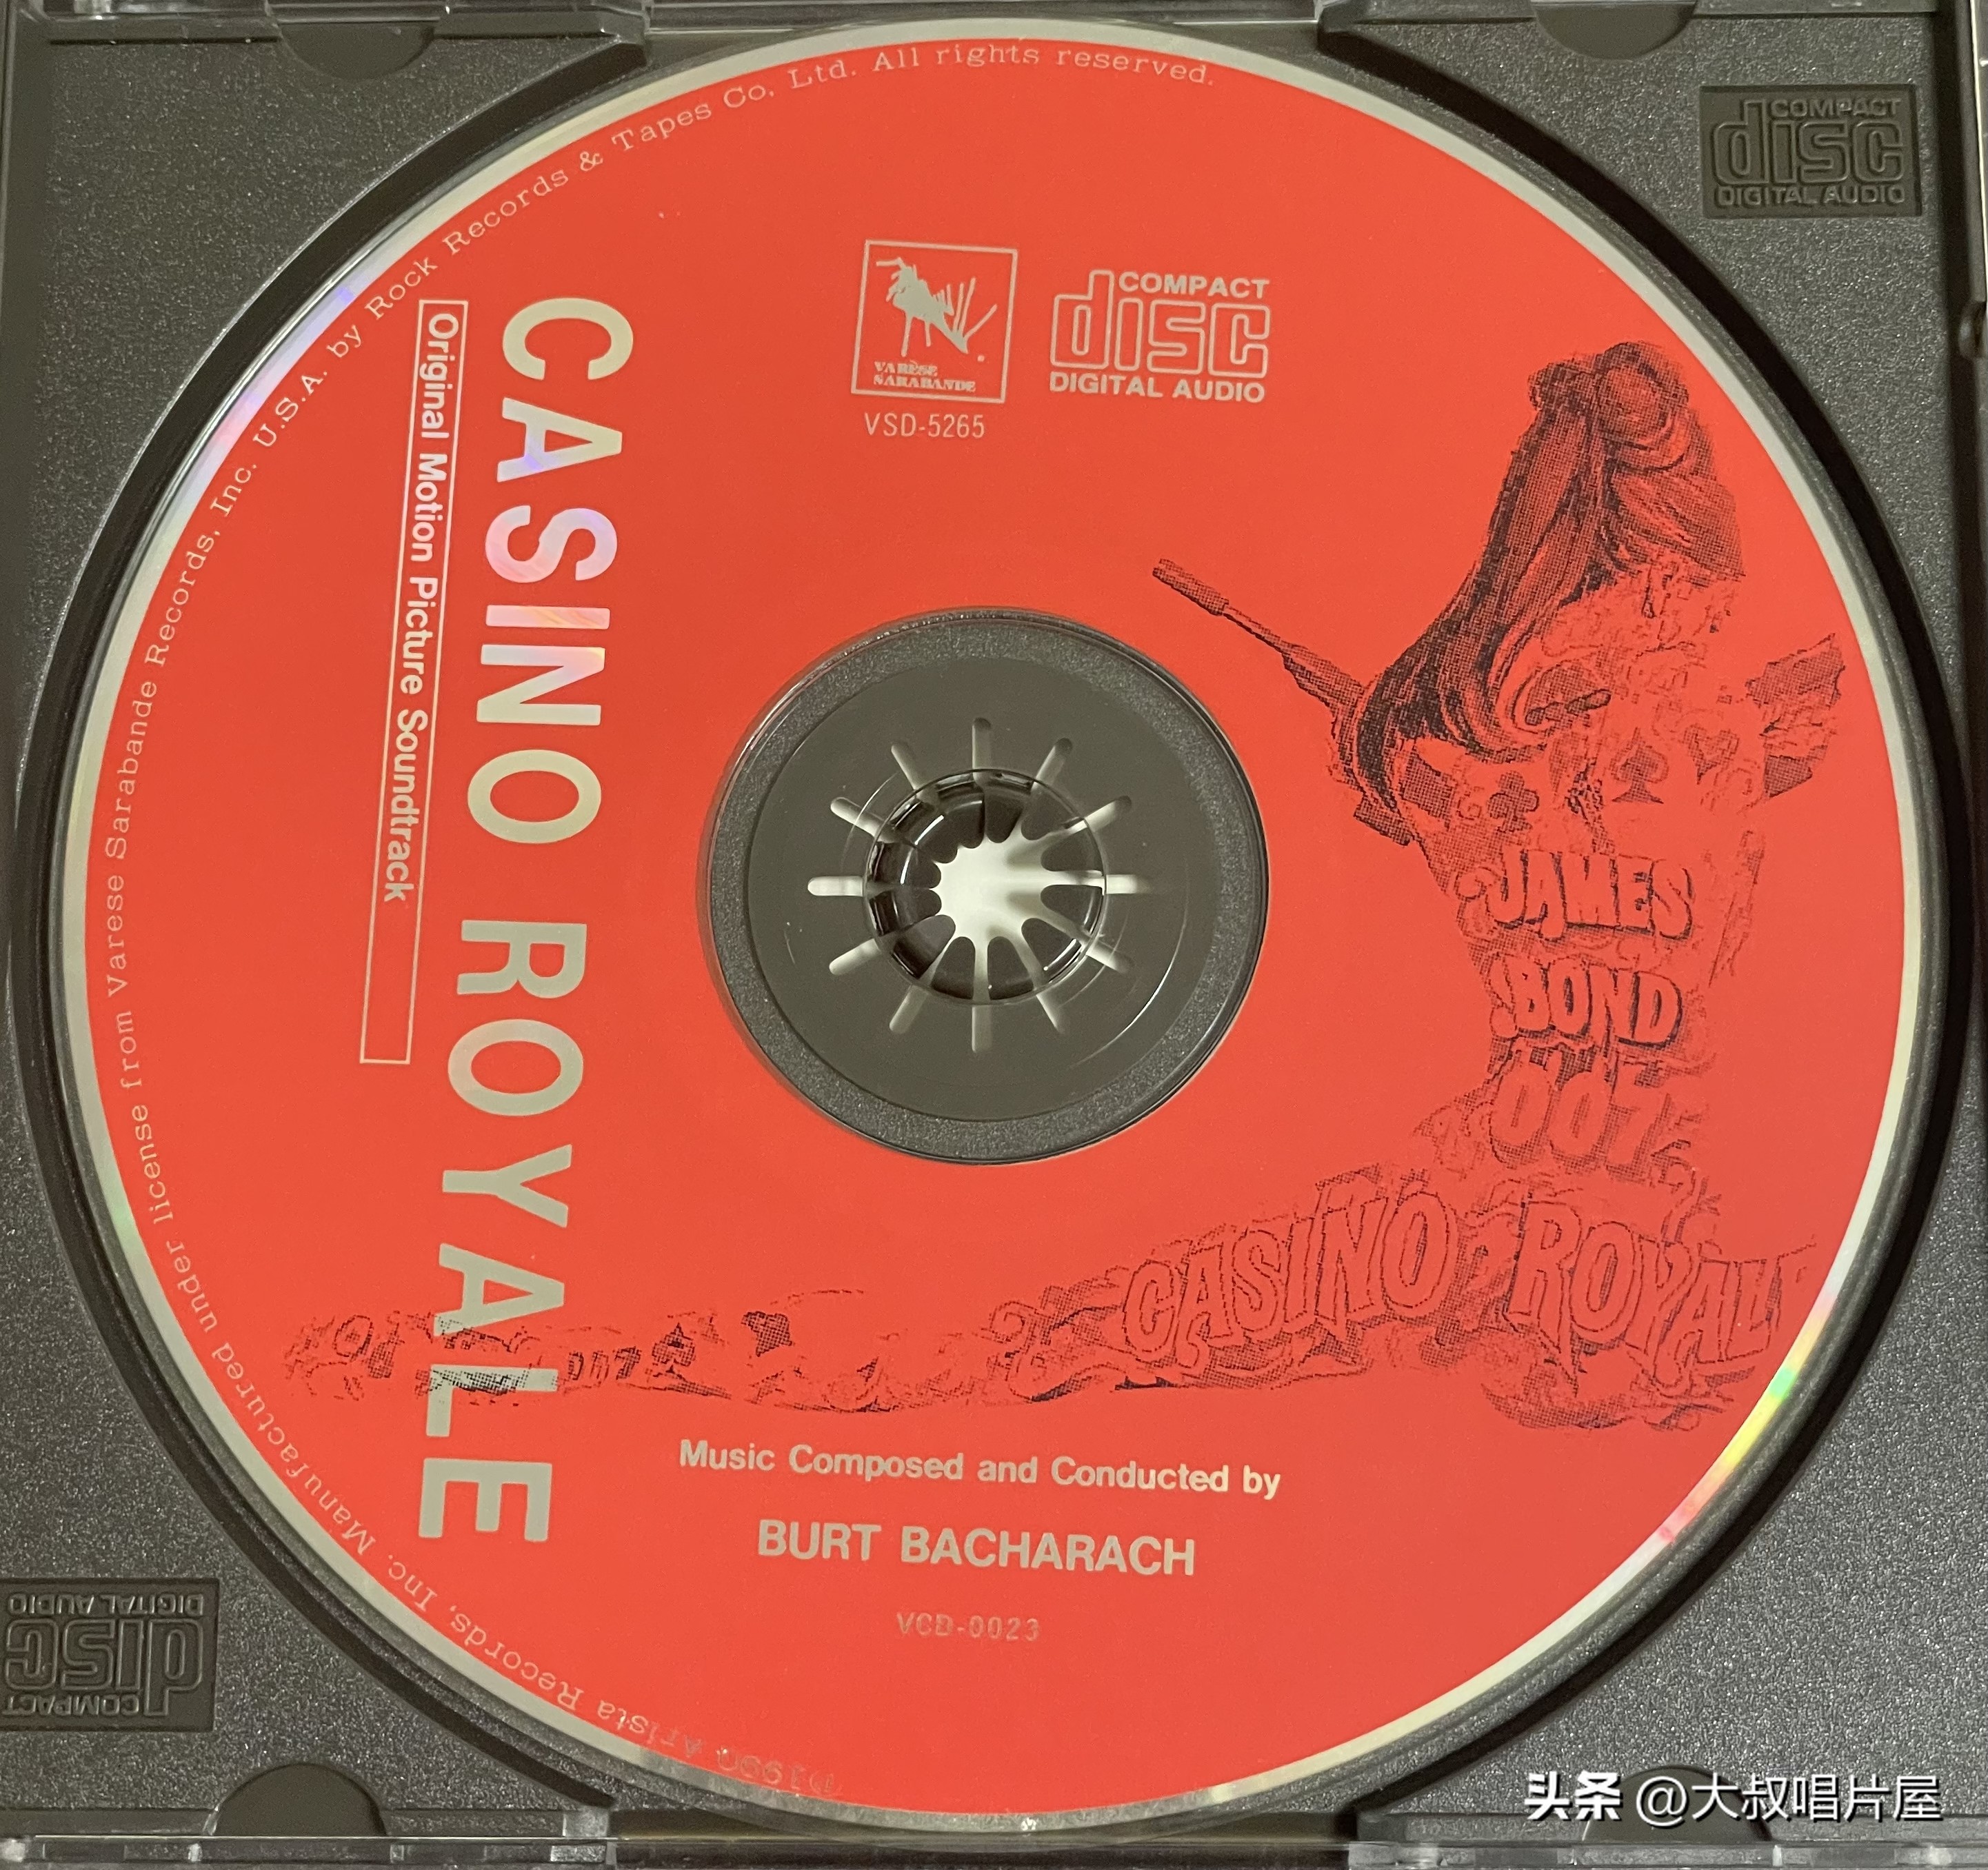 COMPACT
disc
DIGITAL AUDIO
VARÈSE
SARABANDE
VSD-5265
COMPACT
disc
DIGITAL AUDIO
CASINO ROYALE
Original Motion Picture Soundtrack
JAMES
BOND
007
CASINO ROYALE
007
Music Composed and Conducted by
BURT BACHARACH
VCD-0023
℗1990 Arista Records, Inc. Manufactured under license from Varese Sarabande Records, Inc. U.S.A. by Rock Records & Tapes Co, Ltd. All rights reserved.
COMPACT
disc
DIGITAL AUDIO
头条 @大叔唱片屋